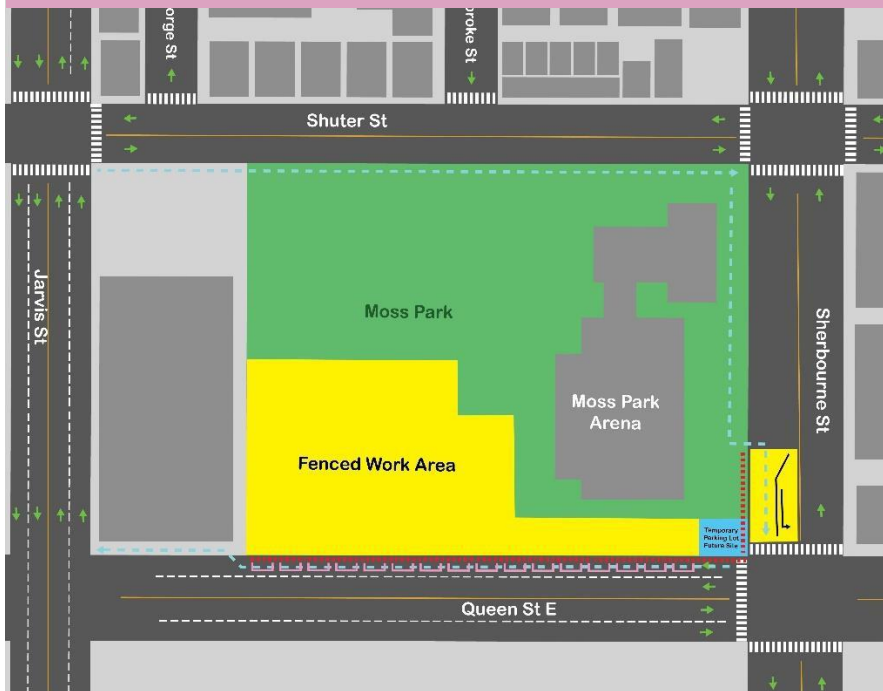 orge St
broke St
Shuter St
Jarvis St
Moss Park
Sherbourne St
Moss Park
Arena
Fenced Work Area
Temporary
Parking Lot
Future Site
Queen St E